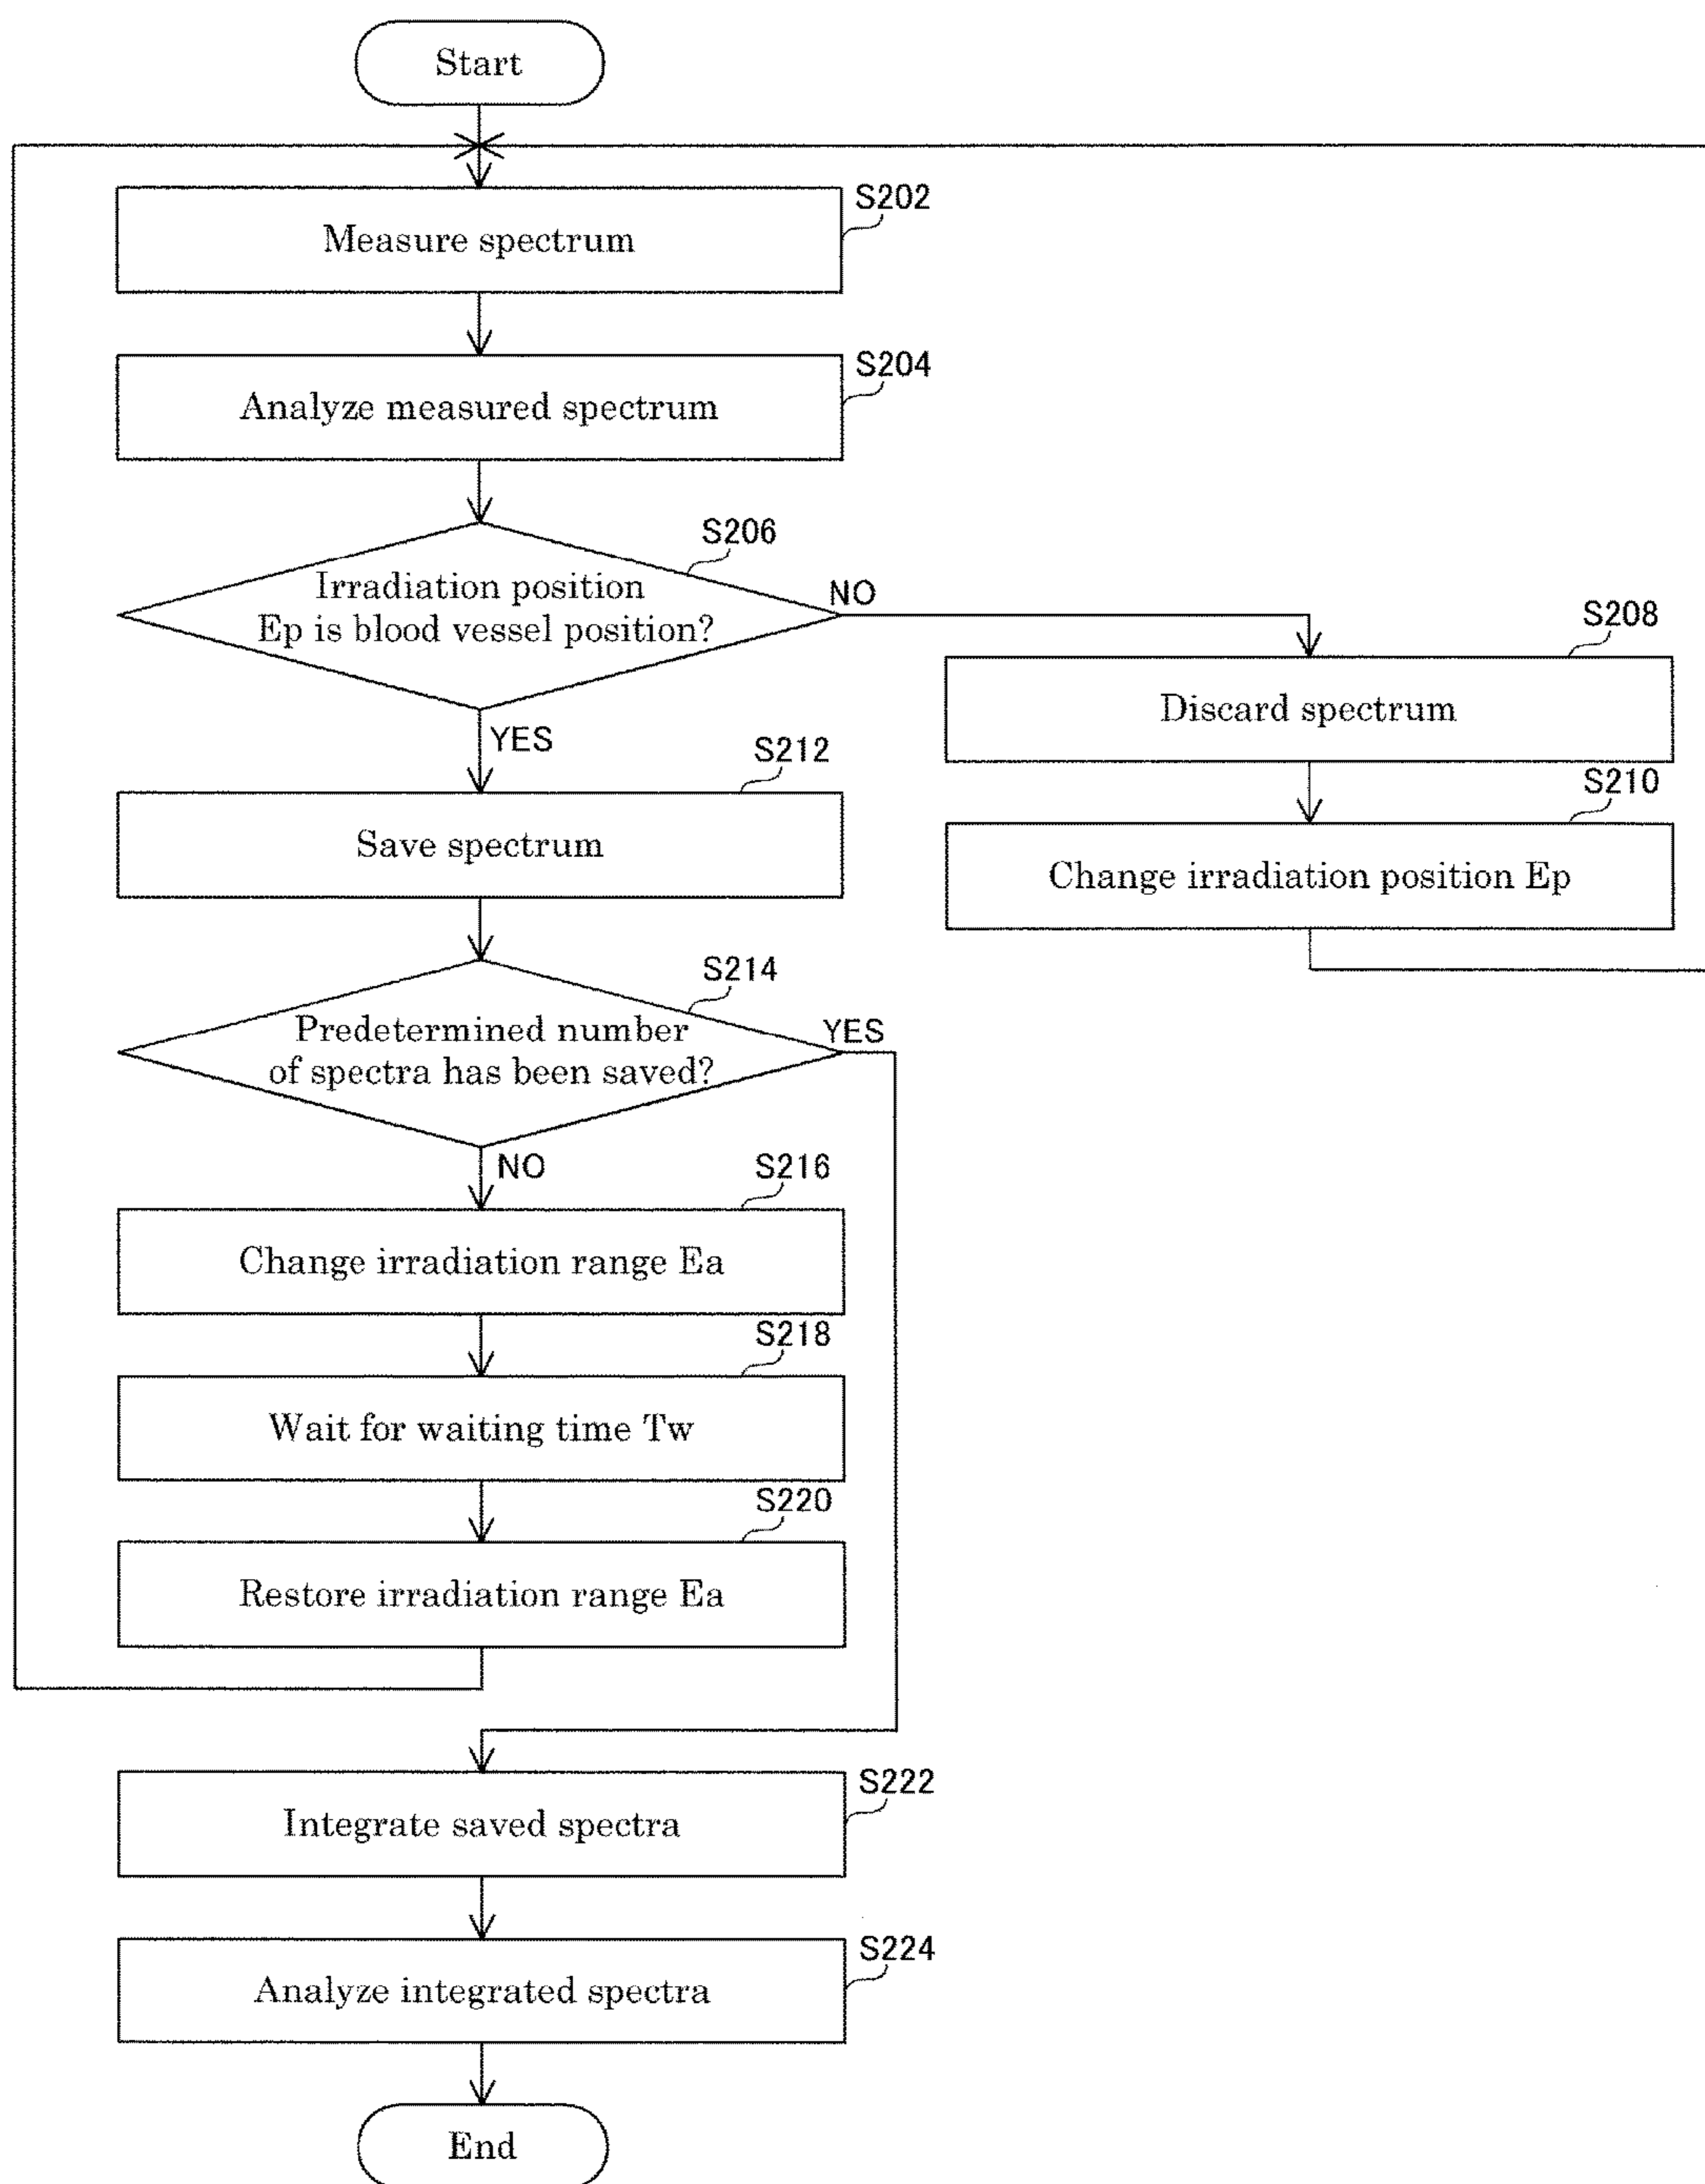 Start
S202
Measure spectrum
S204
Analyze measured spectrum
S206
Irradiation position
Ep is blood vessel position?
NO
YES
S208
Discard spectrum
S210
Change irradiation position Ep
S212
Save spectrum
S214
Predetermined number
of spectra has been saved?
YES
NO
S216
Change irradiation range Ea
S218
Wait for waiting time Tw
S220
Restore irradiation range Ea
S222
Integrate saved spectra
S224
Analyze integrated spectra
End